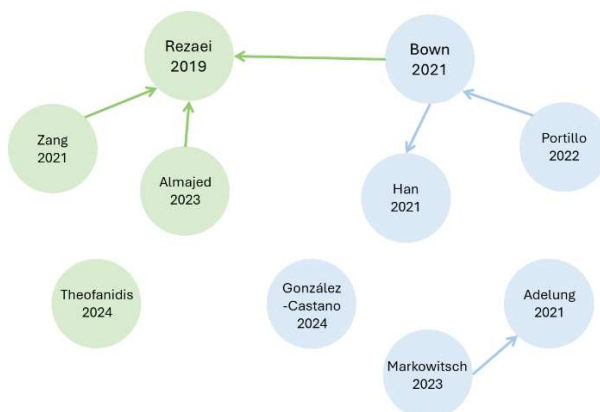 Rezaei
2019
Bown
2021
Zang
2021
Portillo
2022
Almajed
2023
Han
2021
Theofanidis
2024
González
-Castano
2024
Adelung
2021
Markowitsch
2023